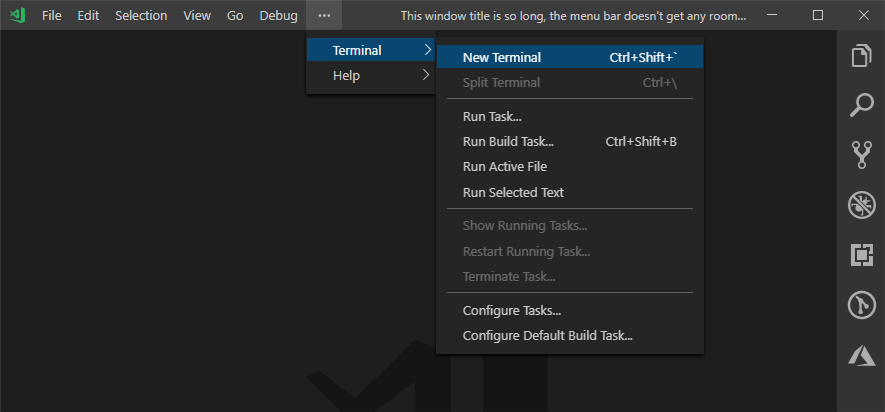 File Edit Selection View Go Debug ··· This window title is so long, the menu bar doesn't get any room...
Terminal
Help
New Terminal Ctrl+Shift+`
Split Terminal Ctrl+\
Run Task...
Run Build Task... Ctrl+Shift+B
Run Active File
Run Selected Text
Show Running Tasks...
Restart Running Task...
Terminate Task...
Configure Tasks...
Configure Default Build Task...